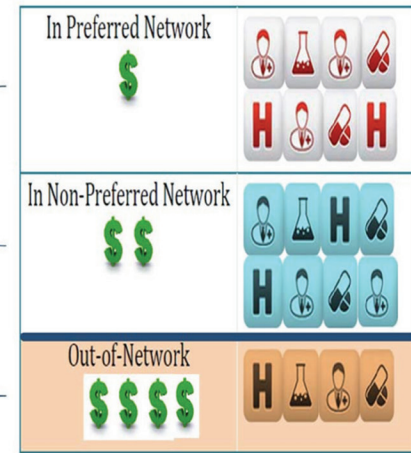 In Preferred Network
$
H H
In Non-Preferred Network
$ $
H
H
Out-of-Network
$ $ $ $
H